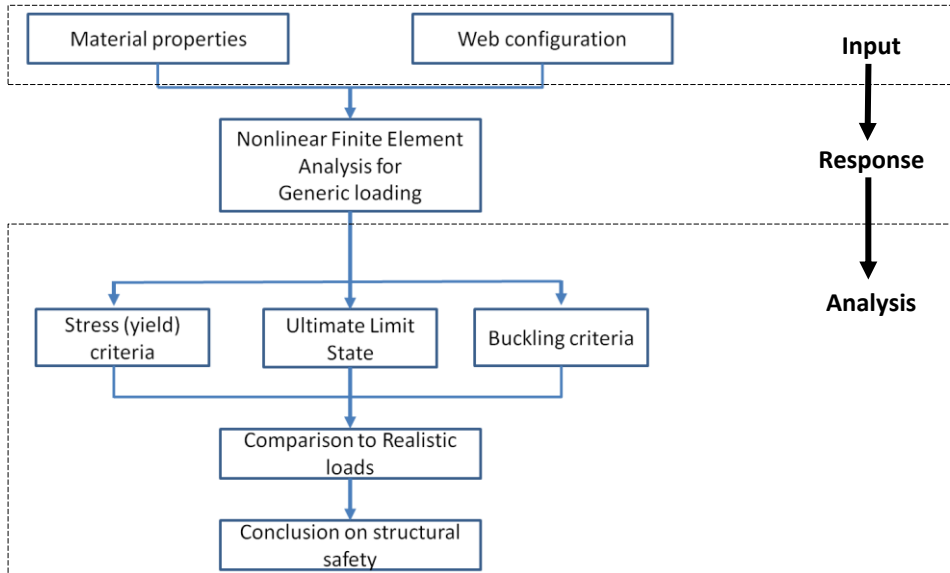 Material properties
Web configuration
Input
Nonlinear Finite Element
Analysis for
Generic loading
Response
Analysis
Stress (yield)
criteria
Ultimate Limit
State
Buckling criteria
Comparison to Realistic
loads
Conclusion on structural
safety